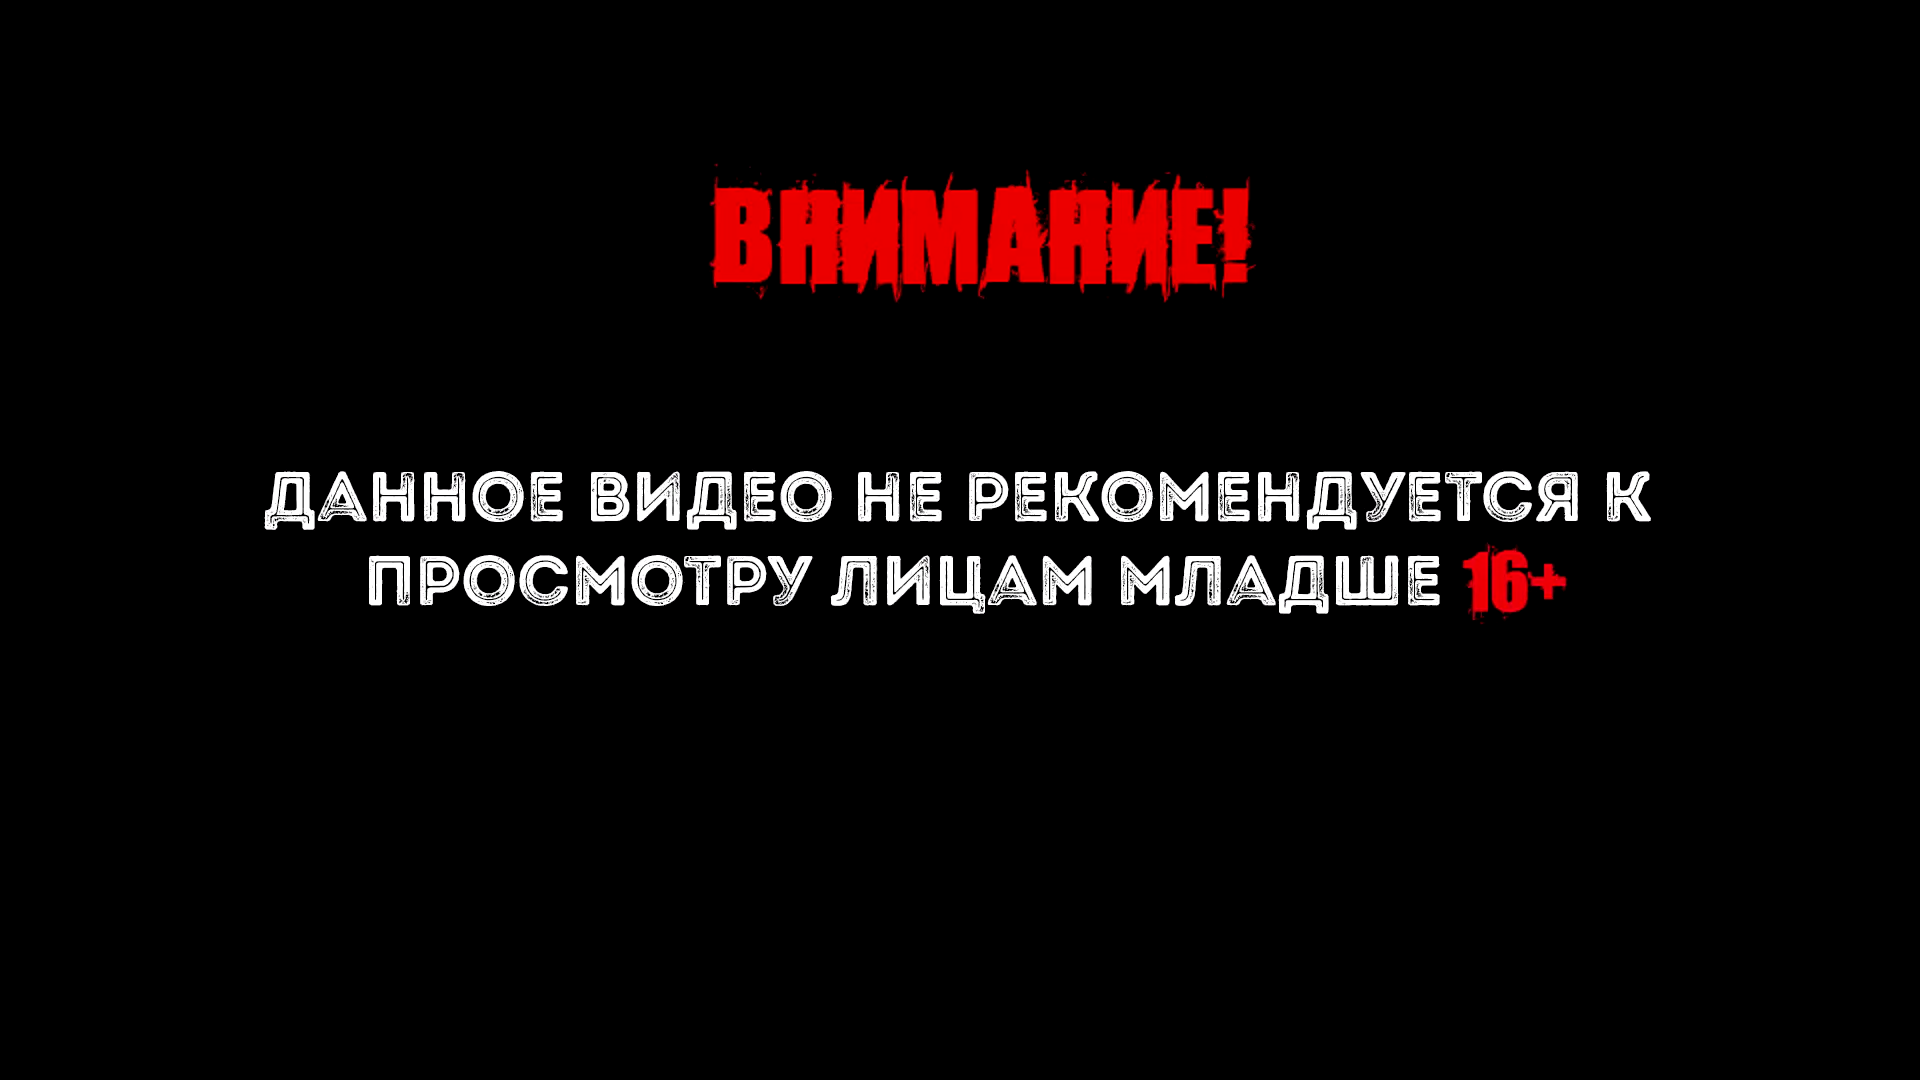 ВНИМАНИЕ!
ДАННОЕ ВИДЕО НЕ РЕКОМЕНДУЕТСЯ К
ПРОСМОТРУ ЛИЦАМ МЛАДШЕ 16+